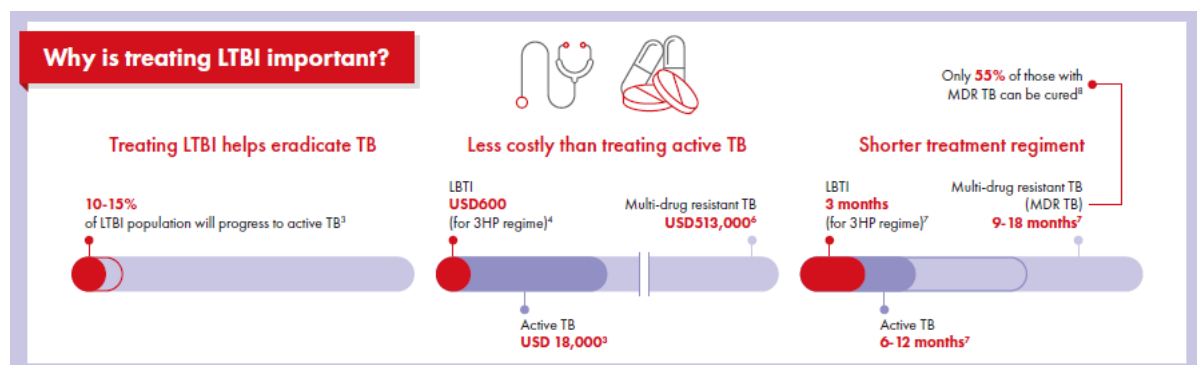 Why is treating LTBI important?
Treating LTBI helps eradicate TB
10-15%
of LTBI population will progress to active TB³
Less costly than treating active TB
LBTI
USD600
(for 3HP regime)⁴
Multi-drug resistant TB
USD513,000⁶
Active TB
USD 18,000³
Only 55% of those with
MDR TB can be cured⁸
Shorter treatment regiment
LBTI
3 months
(for 3HP regime)⁷
Multi-drug resistant TB
(MDR TB)
9-18 months⁷
Active TB
6-12 months⁷